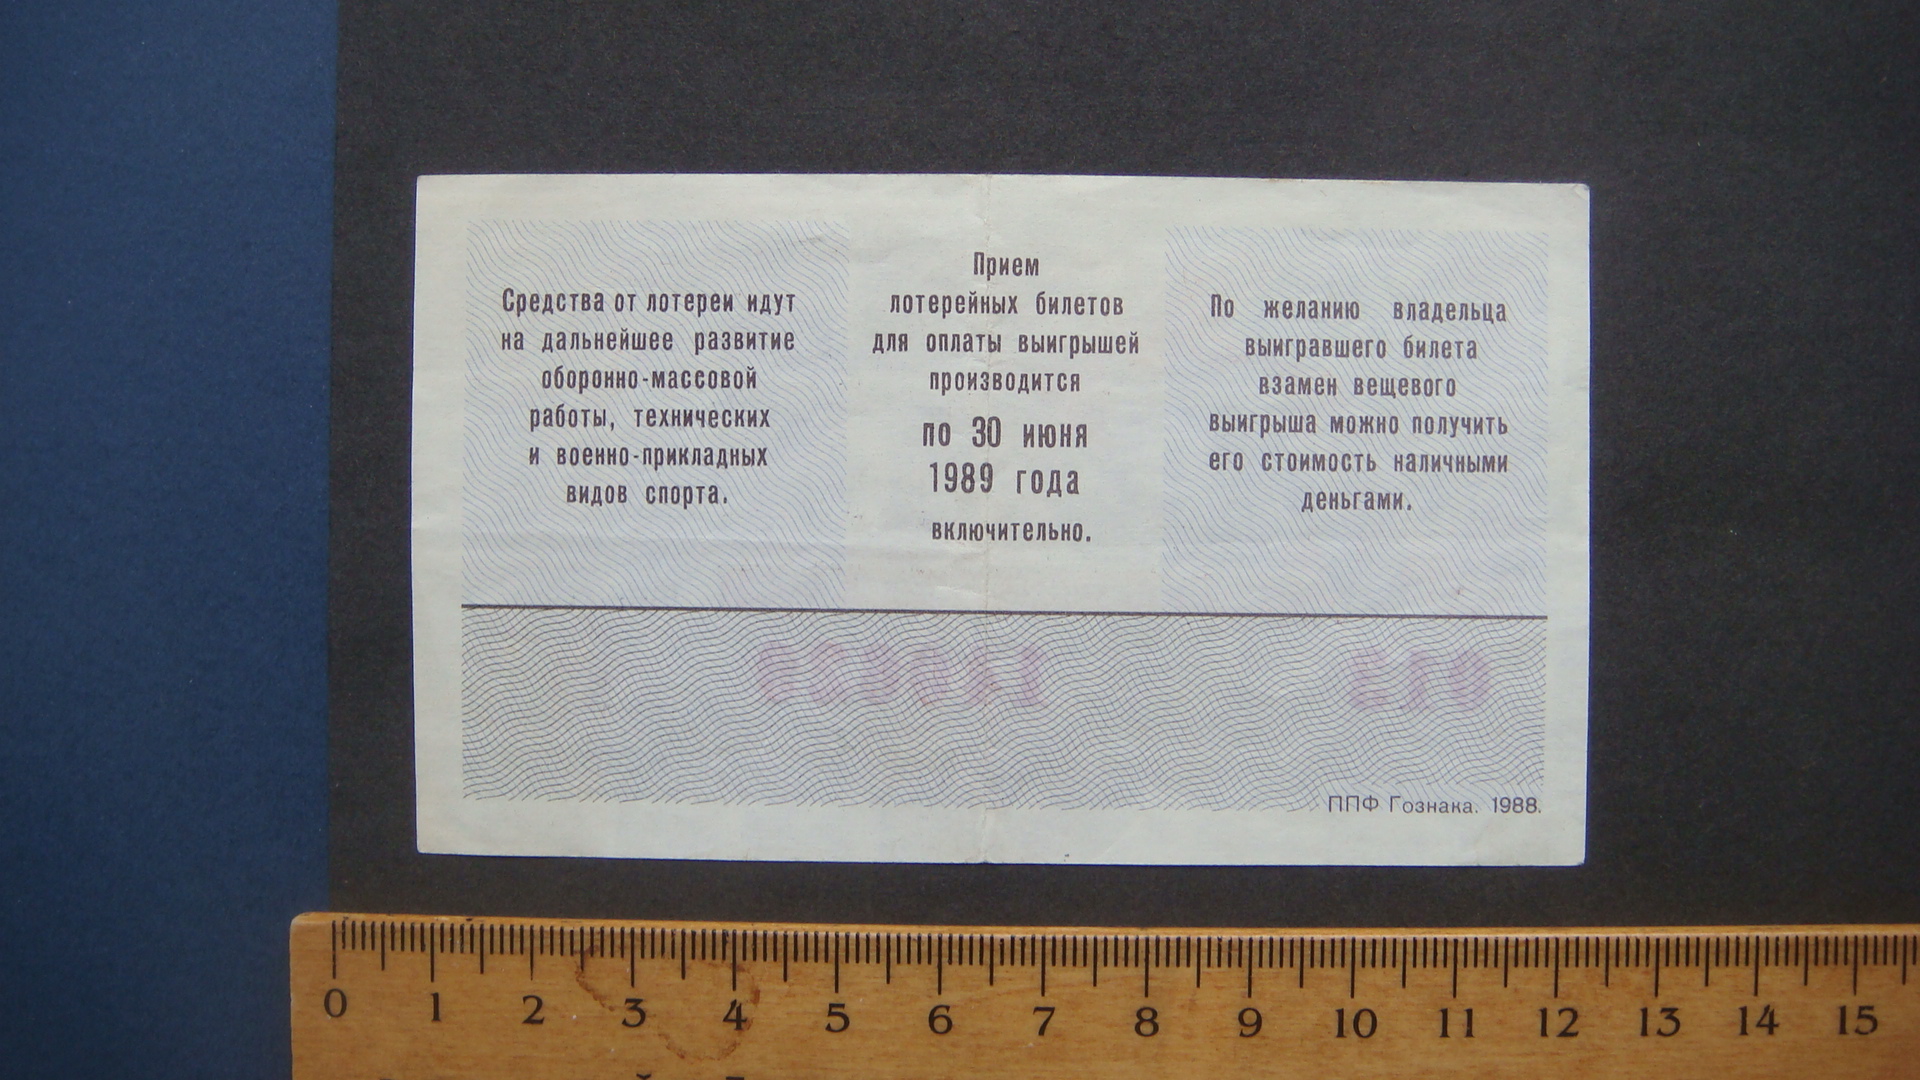 Средства от лотереи идут
на дальнейшее развитие
оборонно-массовой
работы, технических
и военно-прикладных
видов спорта.
Прием
лотерейных билетов
для оплаты выигрышей
производится
по 30 июня
1989 года
включительно.
По желанию владельца
выигравшего билета
взамен вещевого
выигрыша можно получить
его стоимость наличными
деньгами.
ППФ Гознака. 1988.
0 1 2 3 4 5 6 7 8 9 10 11 12 13 14 15